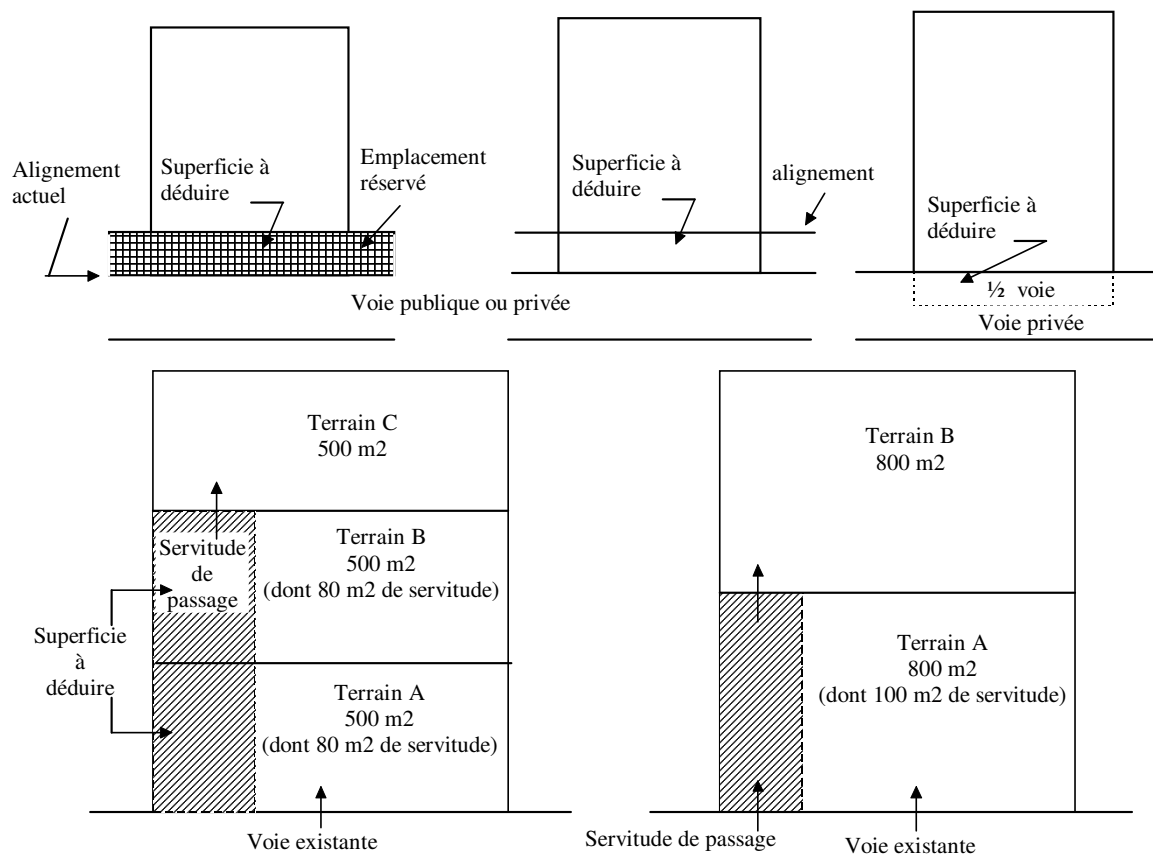 Alignement
actuel
Superficie à
déduire
Emplacement
réservé
Superficie à
déduire
alignement
Superficie à
déduire
½ voie
Voie publique ou privée
Voie privée
Terrain C
500 m2
Servitude
de
passage
Terrain B
500 m2
(dont 80 m2 de servitude)
Superficie
à
déduire
Terrain A
500 m2
(dont 80 m2 de servitude)
Voie existante
Terrain B
800 m2
Terrain A
800 m2
(dont 100 m2 de servitude)
Servitude de passage
Voie existante